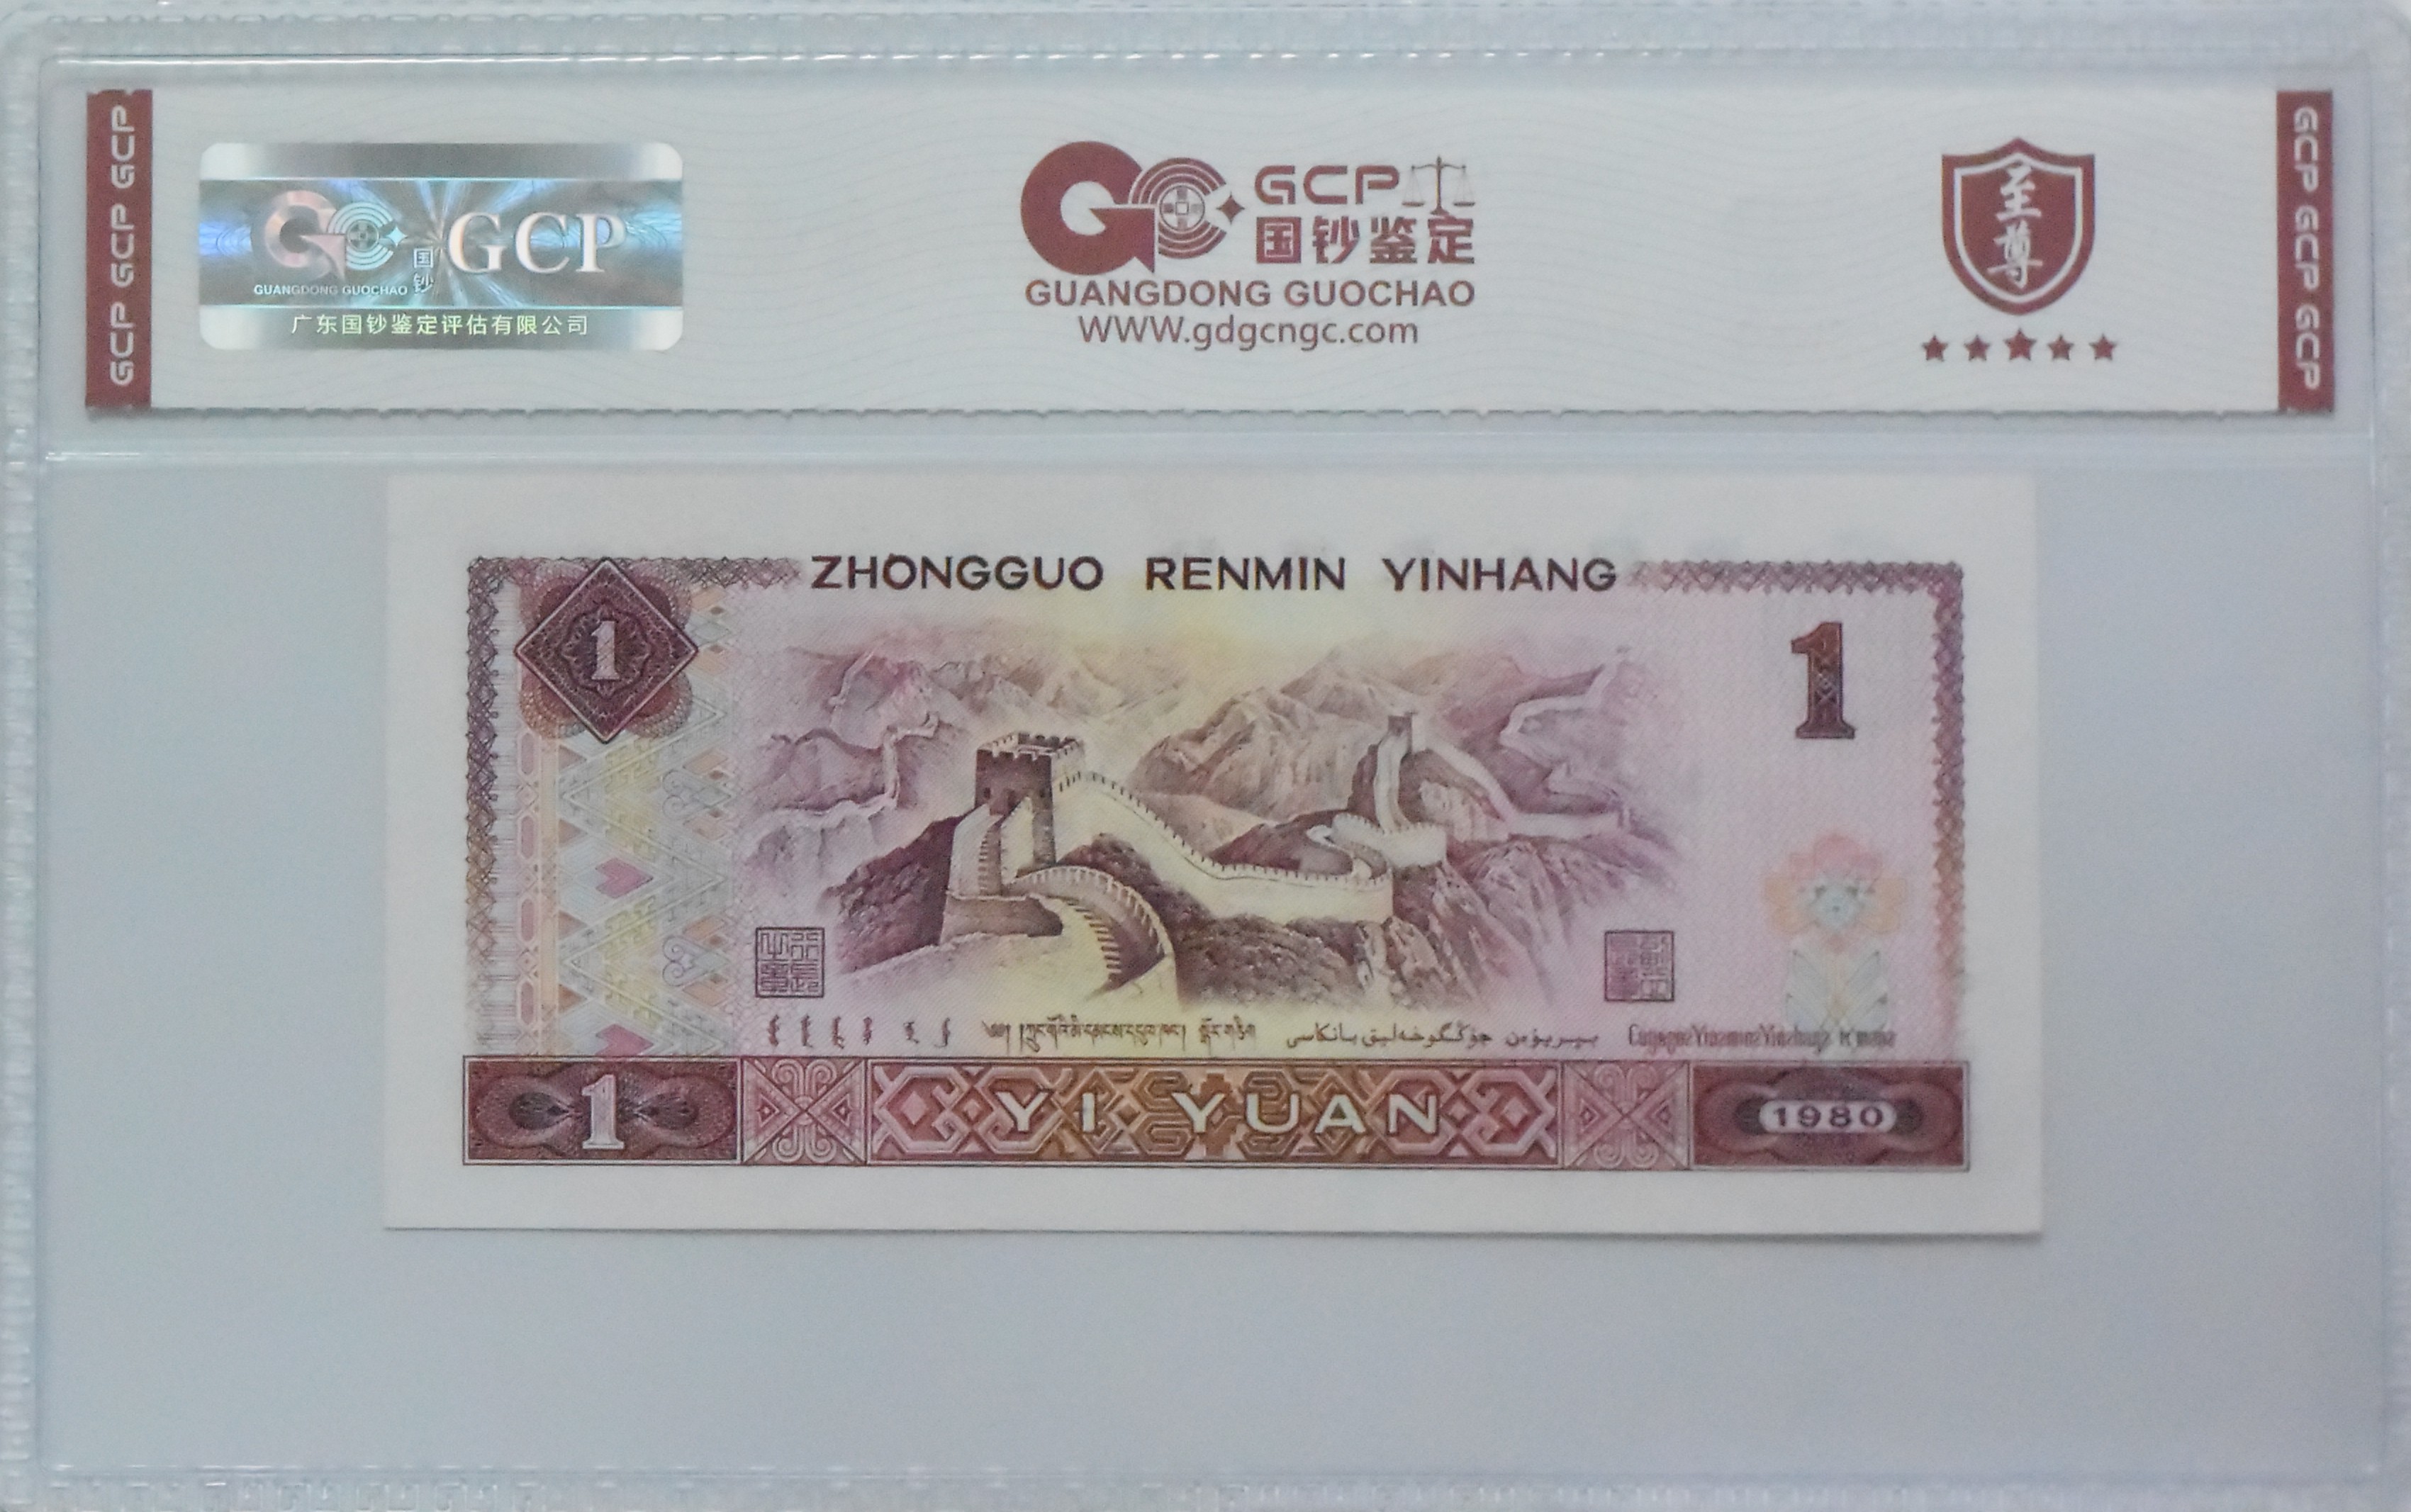 GCP GCP GCP
GCP
国钞
GUANGDONG GUOCHAO
广东国钞鉴定评估有限公司
GCP
国钞鉴定
GUANGDONG GUOCHAO
WWW.gdgcngc.com
至尊
GCP GCP GCP
ZHONGGUO RENMIN YINHANG
1
1
1
YI YUAN
1980